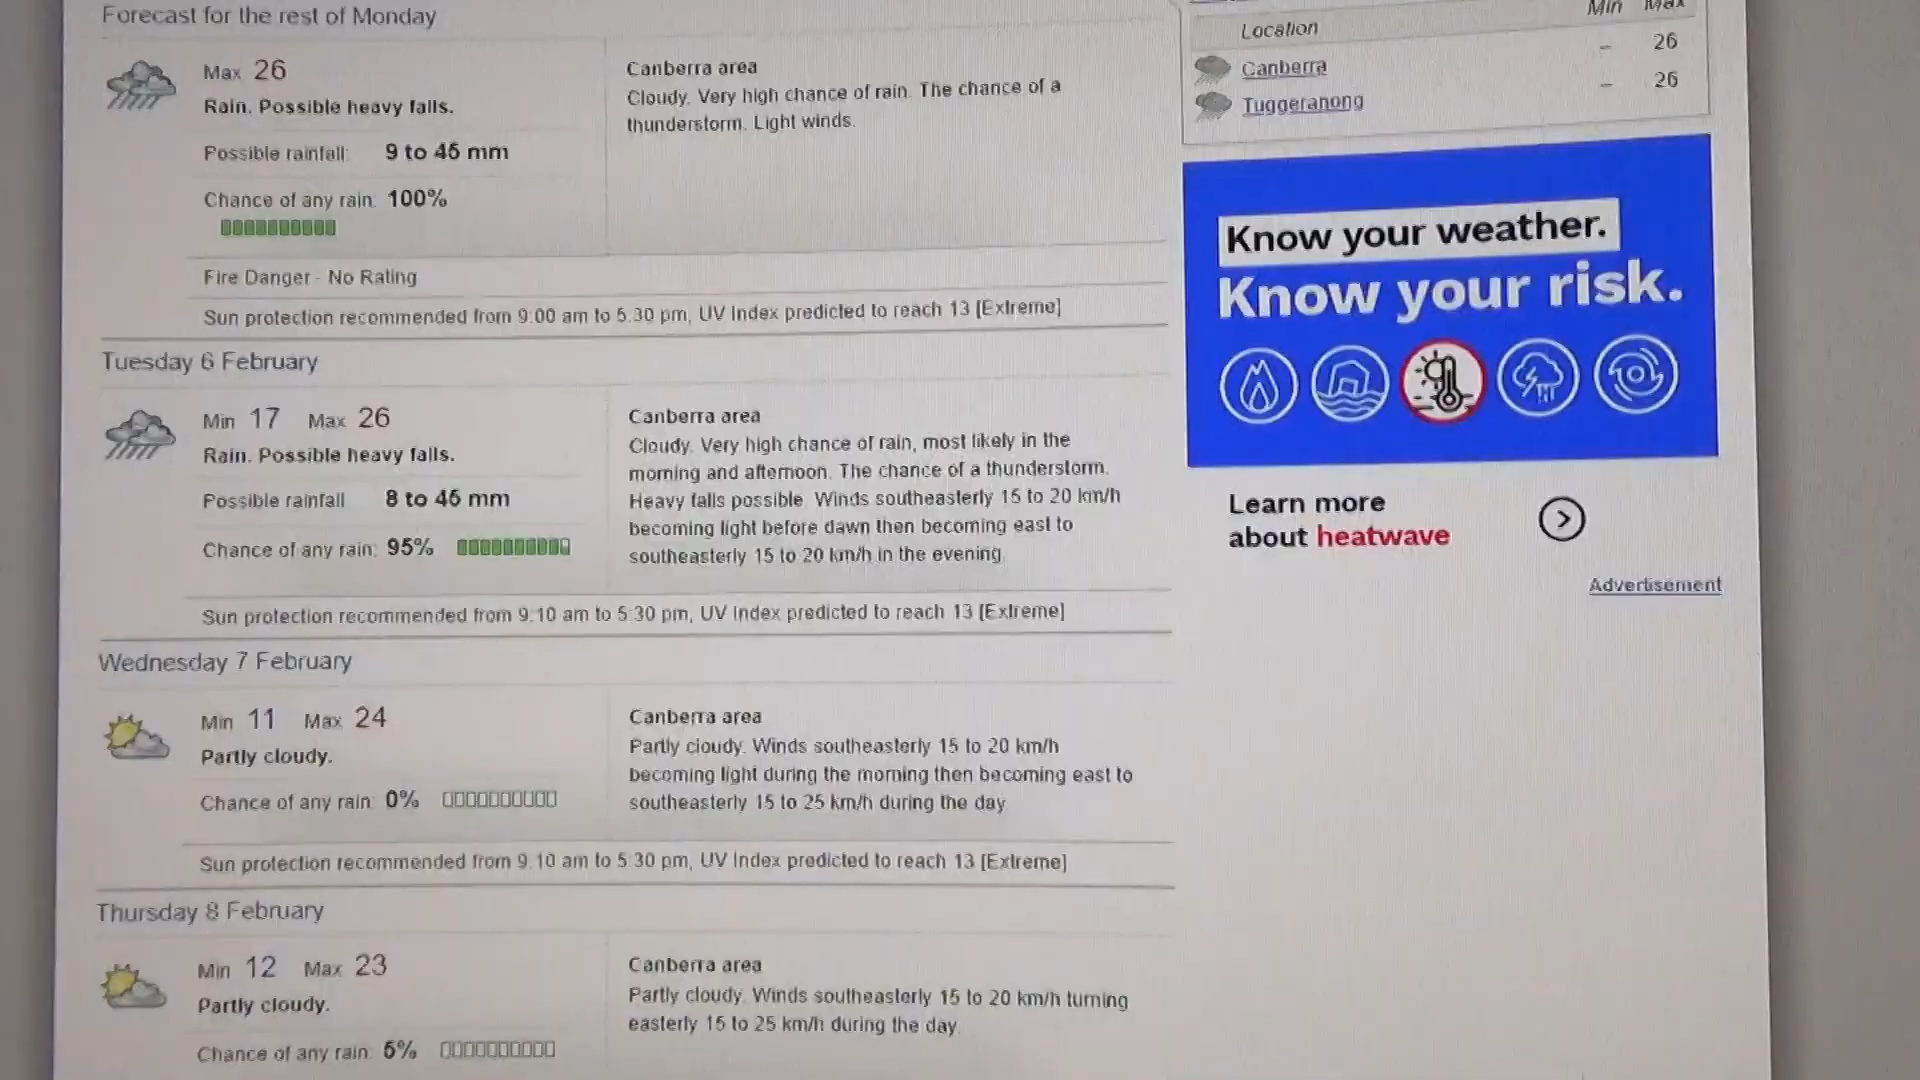 Forecast for the rest of Monday
Max 26
Rain. Possible heavy falls.
Possible rainfall: 9 to 45 mm
Chance of any rain: 100%
Canberra area
Cloudy. Very high chance of rain. The chance of a
thunderstorm. Light winds.
Fire Danger - No Rating
Sun protection recommended from 9:00 am to 5:30 pm, UV Index predicted to reach 13 [Extreme]
Tuesday 6 February
Min 17 Max 26
Rain. Possible heavy falls.
Possible rainfall: 8 to 45 mm
Chance of any rain: 95%
Canberra area
Cloudy. Very high chance of rain, most likely in the
morning and afternoon. The chance of a thunderstorm.
Heavy falls possible. Winds southeasterly 15 to 20 km/h
becoming light before dawn then becoming east to
southeasterly 15 to 20 km/h in the evening.
Sun protection recommended from 9:10 am to 5:30 pm, UV Index predicted to reach 13 [Extreme]
Wednesday 7 February
Min 11 Max 24
Partly cloudy.
Chance of any rain: 0%
Canberra area
Partly cloudy. Winds southeasterly 15 to 20 km/h
becoming light during the morning then becoming east to
southeasterly 15 to 25 km/h during the day.
Sun protection recommended from 9:10 am to 5:30 pm, UV Index predicted to reach 13 [Extreme]
Thursday 8 February
Min 12 Max 23
Partly cloudy.
Chance of any rain: 5%
Canberra area
Partly cloudy. Winds southeasterly 15 to 20 km/h turning
easterly 15 to 25 km/h during the day.
Location Min Max
Canberra – 26
Tuggeranong – 26
Know your weather.
Know your risk.
Learn more
about heatwave
Advertisement